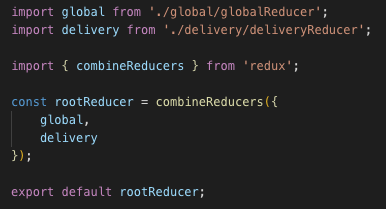 import global from './global/globalReducer';
import delivery from './delivery/deliveryReducer';
import { combineReducers } from 'redux';
const rootReducer = combineReducers({
    global,
    delivery
});
export default rootReducer;